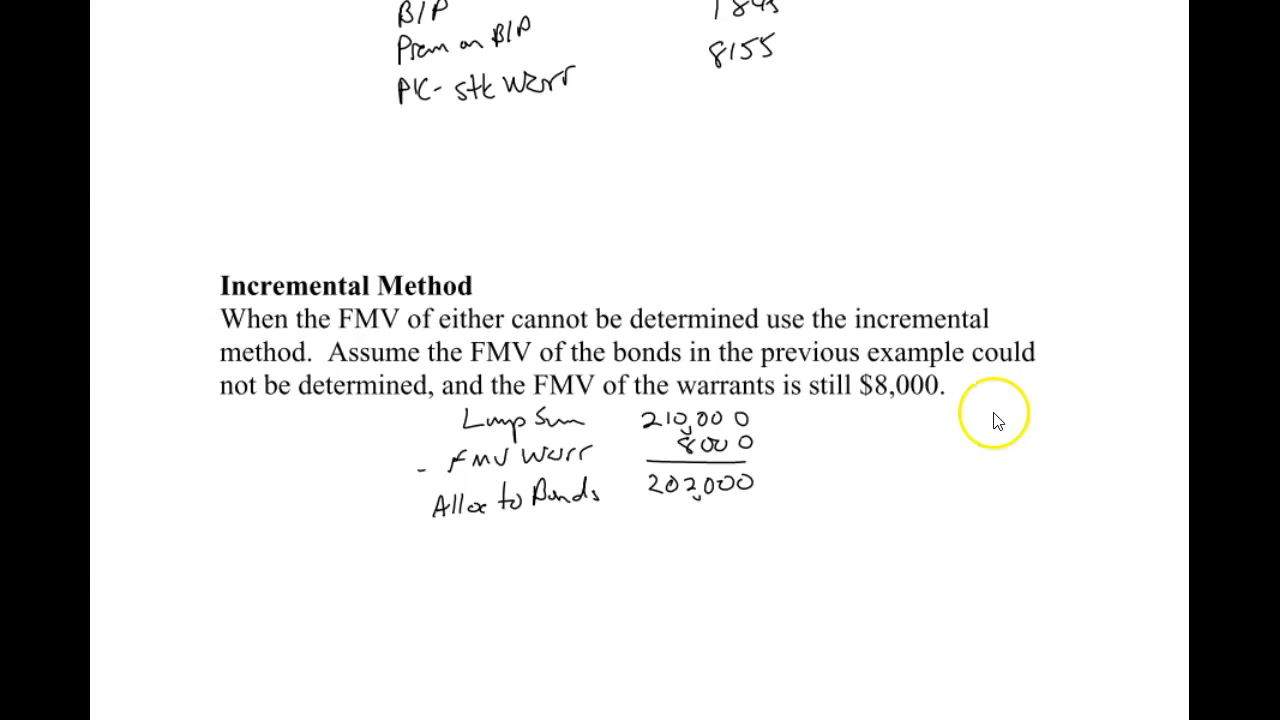 B/P 1845
Prem on B/P 8155
PIC- stk Warr
Incremental Method
When the FMV of either cannot be determined use the incremental
method. Assume the FMV of the bonds in the previous example could
not be determined, and the FMV of the warrants is still $8,000.
Lump Sum 210,000
- FMV Warr 8000
Alloc to Bonds 202,000